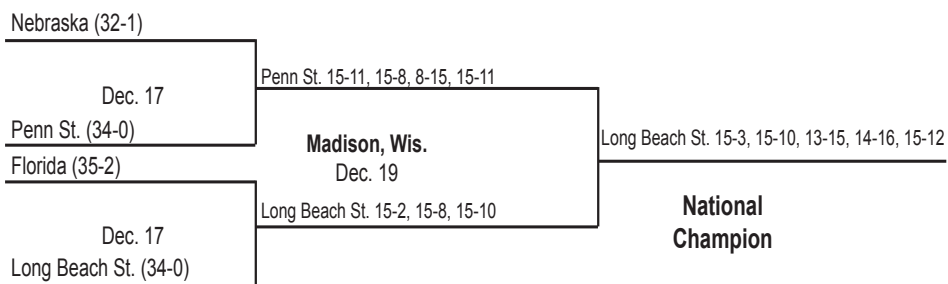 Nebraska (32-1)
Dec. 17
Penn St. (34-0)
Penn St. 15-11, 15-8, 8-15, 15-11
Florida (35-2)
Dec. 17
Long Beach St. (34-0)
Long Beach St. 15-2, 15-8, 15-10
Madison, Wis.
Dec. 19
Long Beach St. 15-3, 15-10, 13-15, 14-16, 15-12
National
Champion